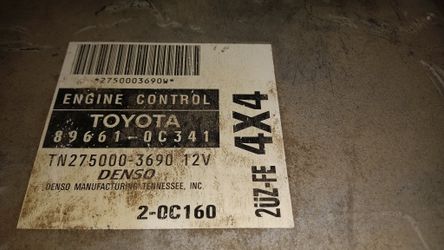 *2750003690W*
ENGINE CONTROL
TOYOTA
89661-0C341
TN275000-3690 12V
DENSO
DENSO MANUFACTURING TENNESSEE, INC.
2-0C160
2UZ-FE 4X4